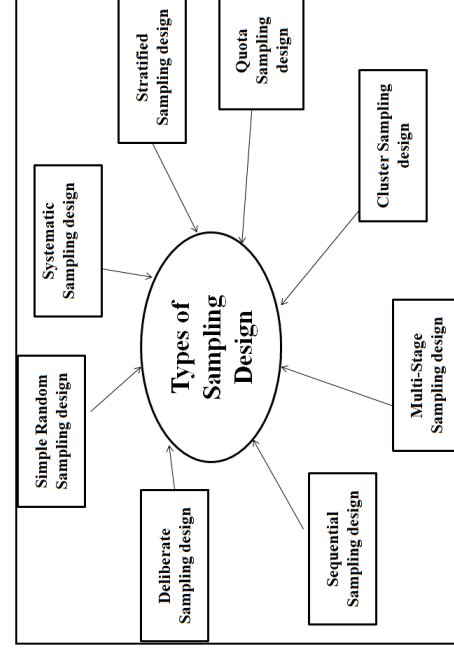 Types of
Sampling
Design
Deliberate
Sampling design
Simple Random
Sampling design
Systematic
Sampling design
Stratified
Sampling design
Quota
Sampling
design
Cluster Sampling
design
Multi-Stage
Sampling design
Sequential
Sampling design